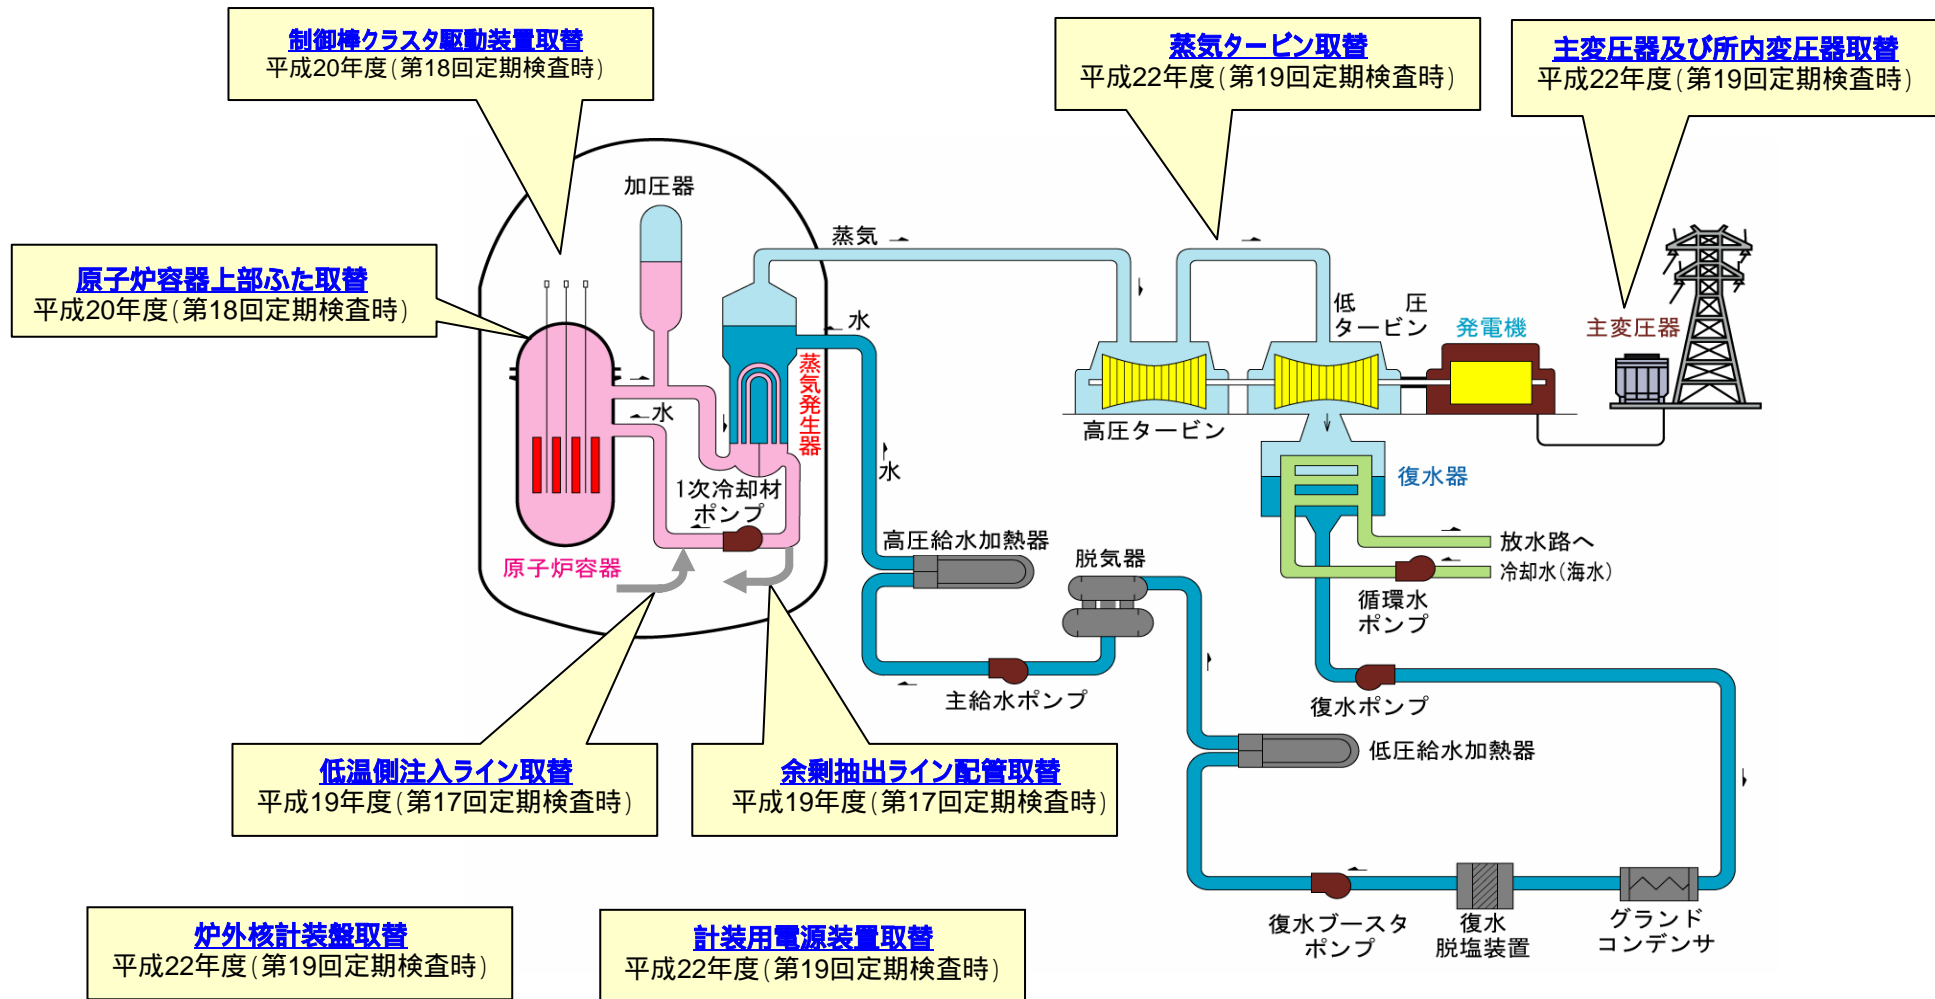 制御棒クラスタ駆動装置取替
平成20年度(第18回定期検査時)
蒸気タービン取替
平成22年度(第19回定期検査時)
主変圧器及び所内変圧器取替
平成22年度(第19回定期検査時)
加圧器
蒸気
原子炉容器上部ふた取替
平成20年度(第18回定期検査時)
水
低圧
タービン
発電機
主変圧器
蒸気発生器
水
高圧タービン
水
復水器
1次冷却材
ポンプ
高圧給水加熱器
放水路へ
原子炉容器
脱気器
冷却水(海水)
循環水
ポンプ
主給水ポンプ
復水ポンプ
低圧給水加熱器
低温側注入ライン取替
平成19年度(第17回定期検査時)
余剰抽出ライン配管取替
平成19年度(第17回定期検査時)
復水ブースタ
ポンプ
復水
脱塩装置
グランド
コンデンサ
炉外核計装盤取替
平成22年度(第19回定期検査時)
計装用電源装置取替
平成22年度(第19回定期検査時)